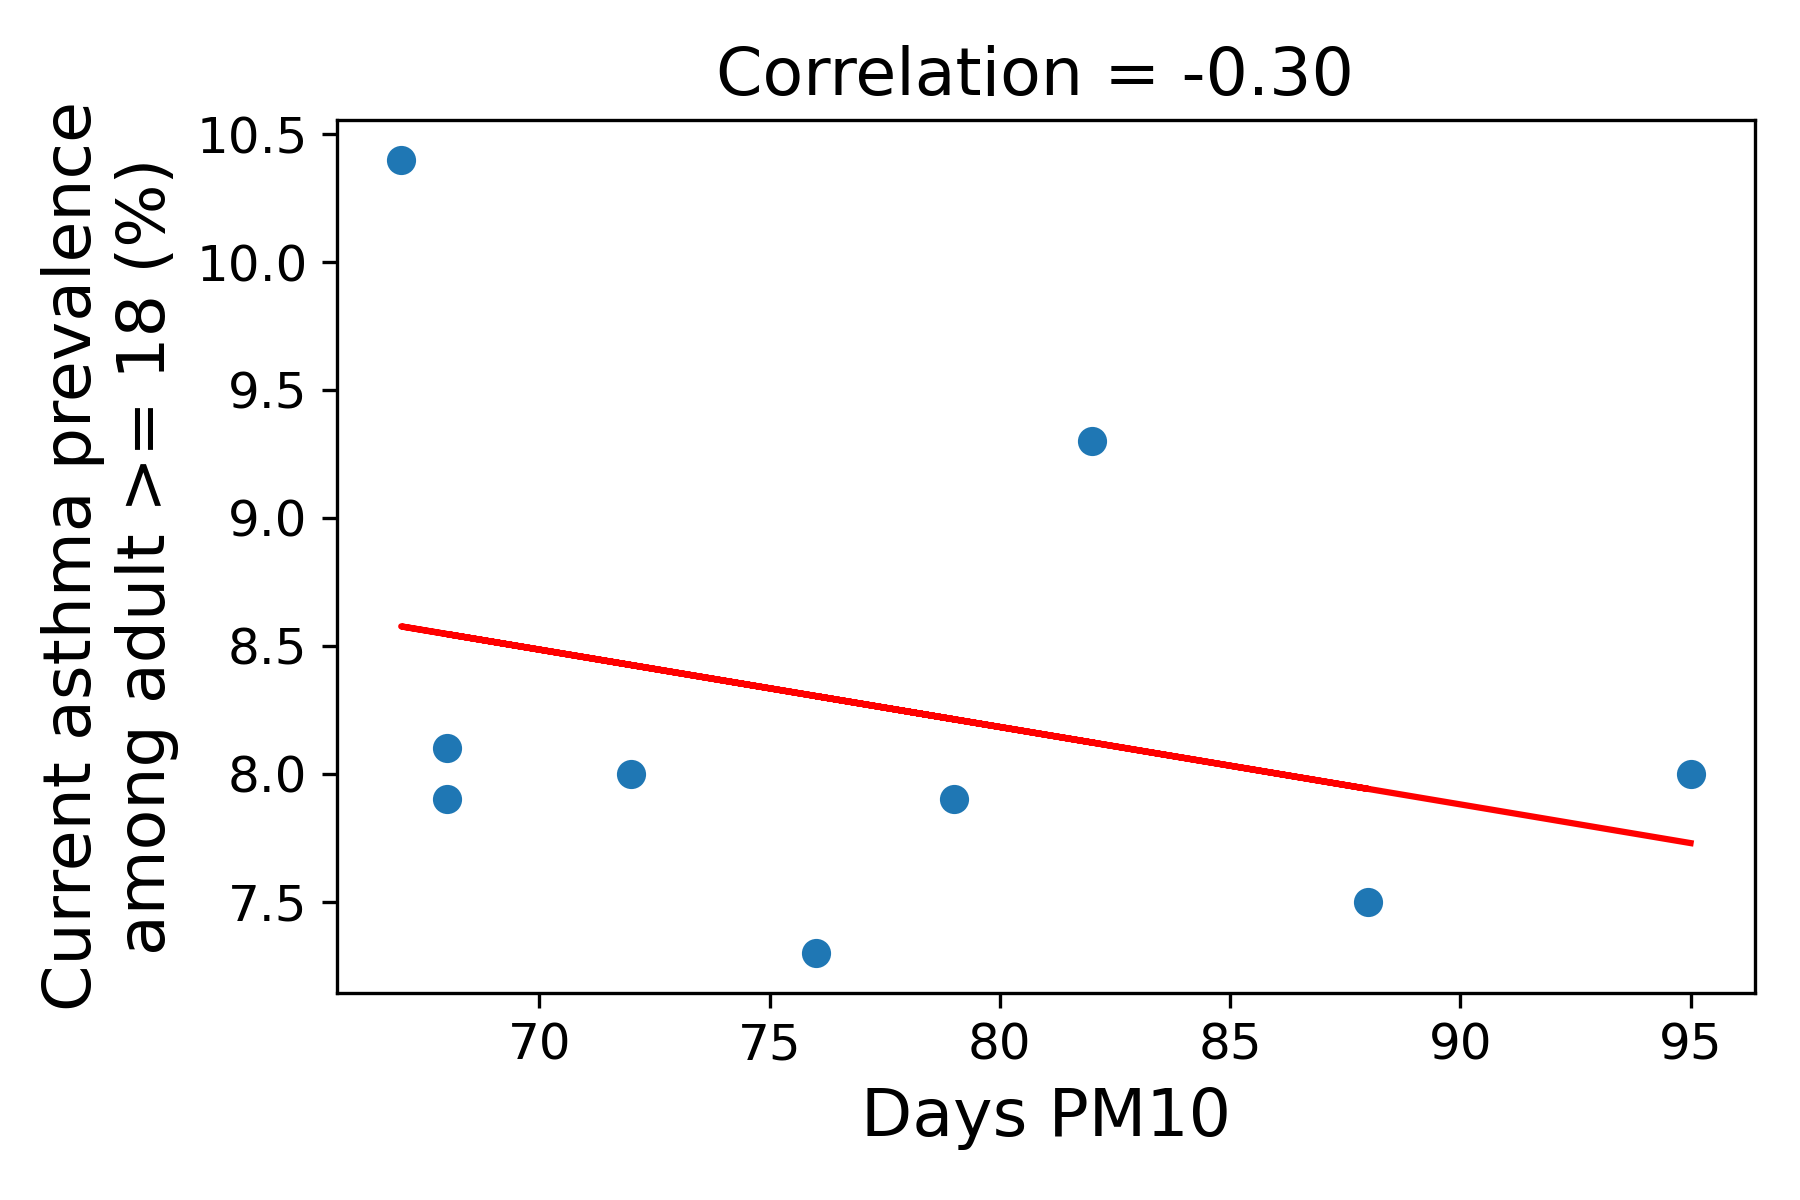 Correlation = -0.30
Current asthma prevalence
among adult >= 18 (%)
10.5
10.0
9.5
9.0
8.5
8.0
7.5
70 75 80 85 90 95
Days PM10